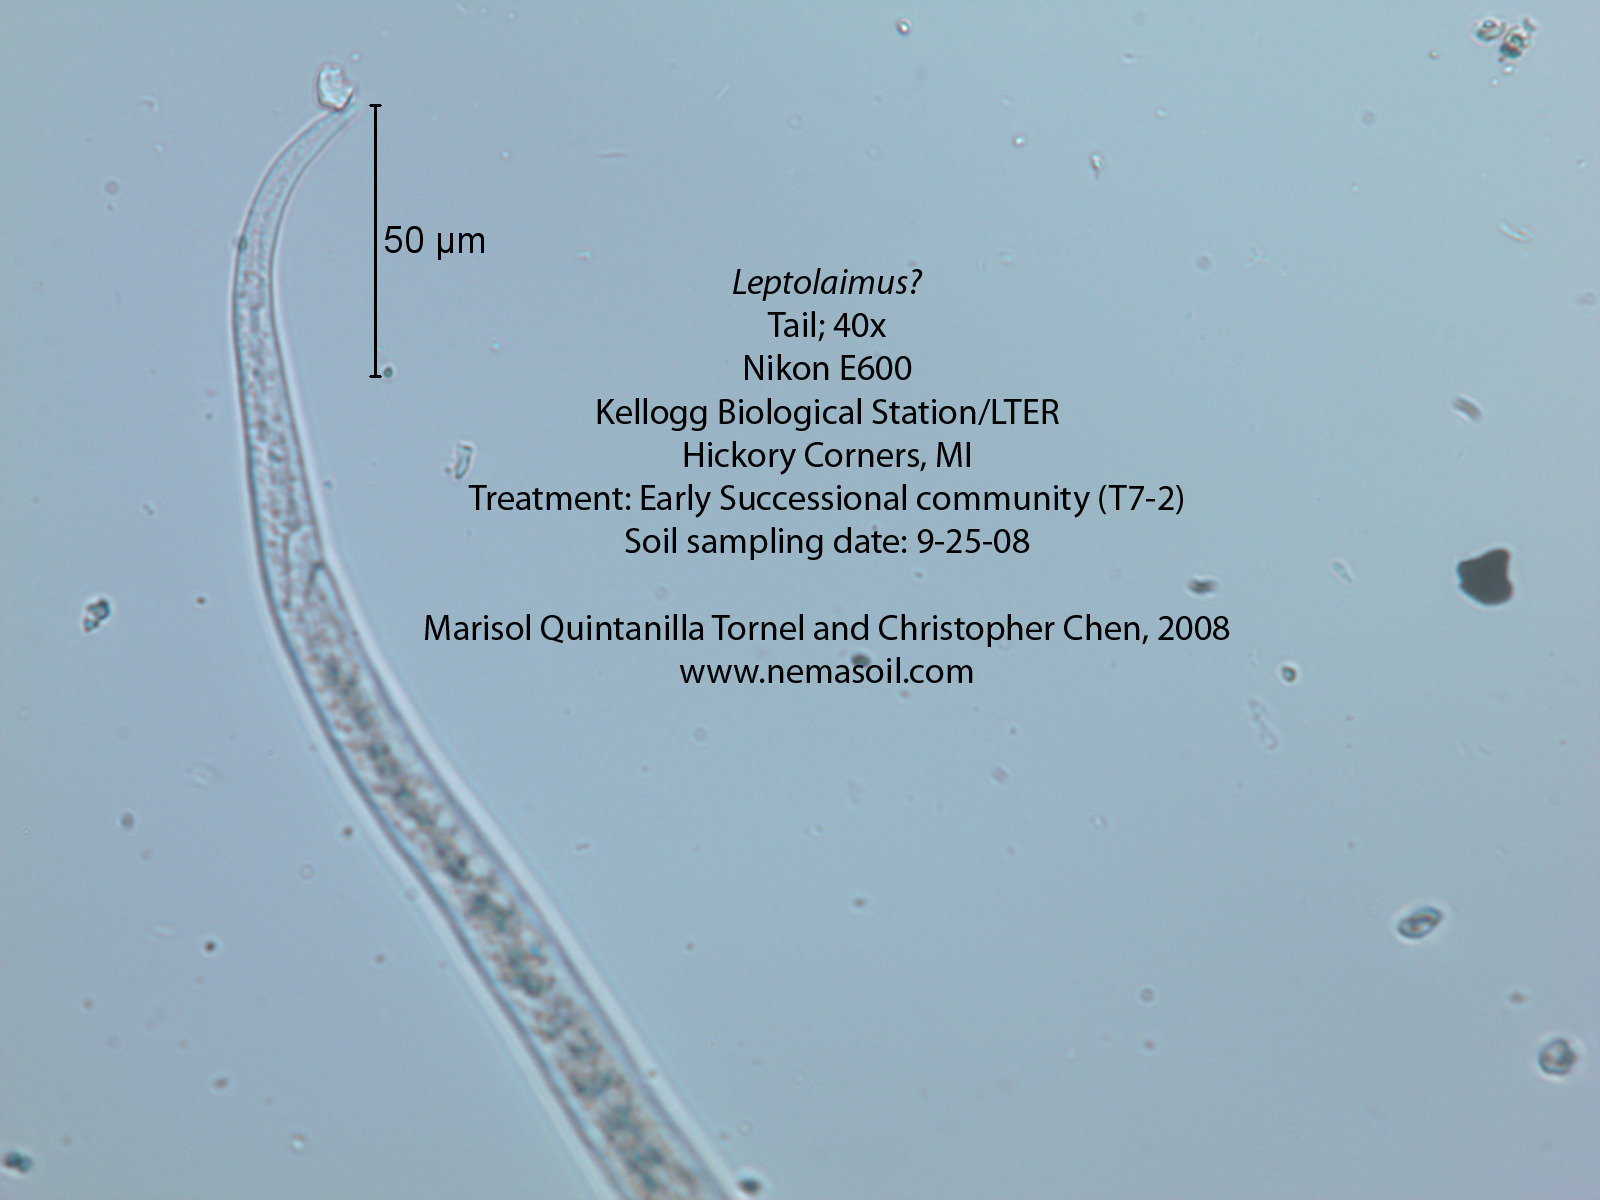 50 µm
Leptolaimus?
Tail; 40x
Nikon E600
Kellogg Biological Station/LTER
Hickory Corners, MI
Treatment: Early Successional community (T7-2)
Soil sampling date: 9-25-08
Marisol Quintanilla Tornel and Christopher Chen, 2008
www.nemasoil.com